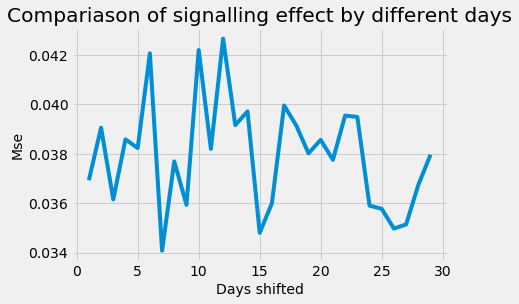 Compariason of signalling effect by different days
0.042
0.040
0.038
0.036
0.034
Mse
0 5 10 15 20 25 30
Days shifted